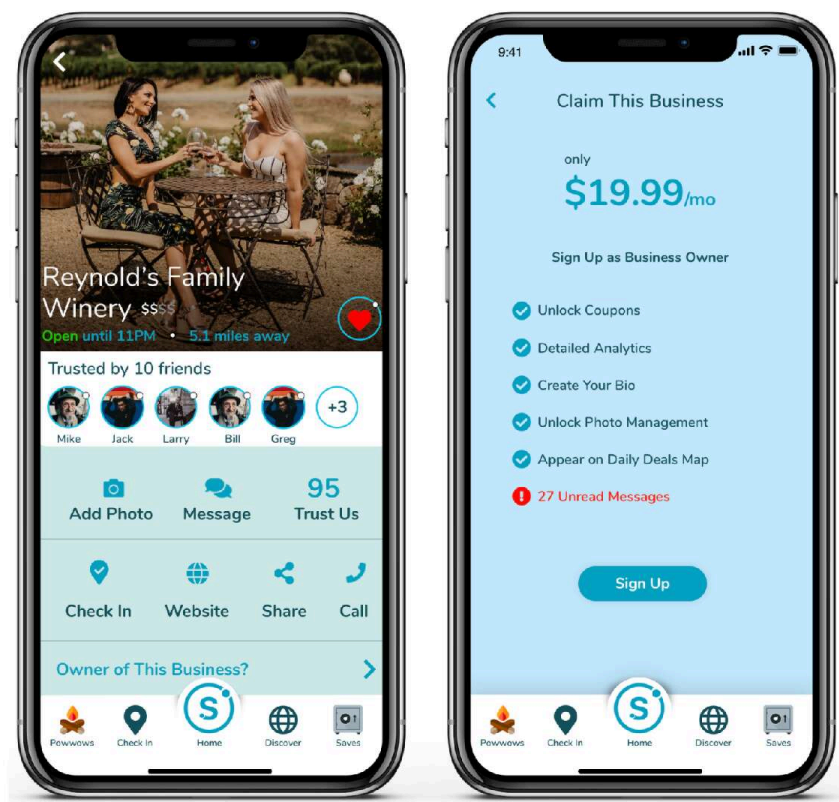 Reynold's Family
Winery $$$$
Open until 11PM • 5.1 miles away
Trusted by 10 friends
+3
Mike Jack Larry Bill Greg
95
Add Photo Message Trust Us
Check In Website Share Call
Owner of This Business?
S
Powwows Check In Home Discover Saves
9:41
Claim This Business
only
$19.99/mo
Sign Up as Business Owner
Unlock Coupons
Detailed Analytics
Create Your Bio
Unlock Photo Management
Appear on Daily Deals Map
27 Unread Messages
Sign Up
S
Powwows Check In Home Discover Saves